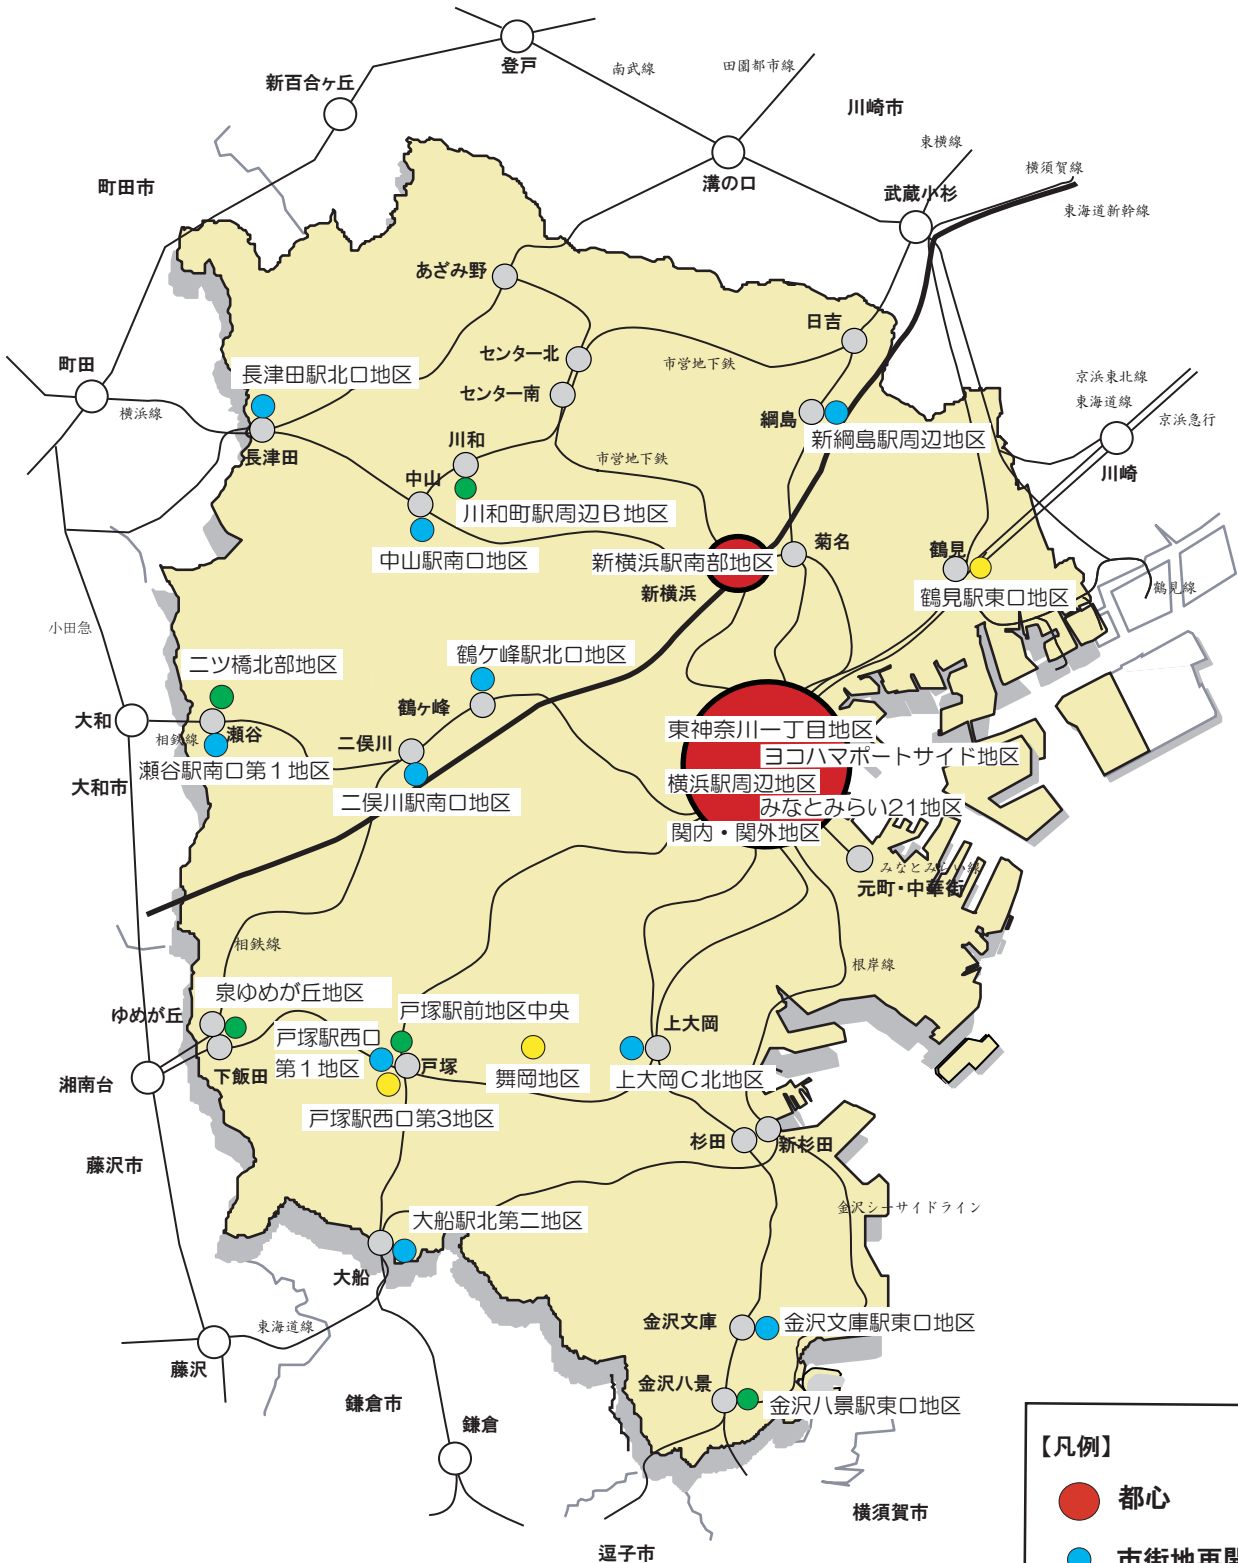 登戸
南武線
田園都市線
新百合ヶ丘
川崎市
東横線
溝の口
横須賀線
町田市
武蔵小杉
東海道新幹線
あざみ野
日吉
センター北
市営地下鉄
町田
長津田駅北口地区
京浜東北線
センター南
東海道線
横浜線
綱島
京浜急行
新綱島駅周辺地区
川和
長津田
市営地下鉄
川崎
中山
川和町駅周辺B地区
菊名
鶴見
中山駅南口地区
新横浜駅南部地区
新横浜
鶴見線
鶴見駅東口地区
小田急
鶴ケ峰駅北口地区
二ツ橋北部地区
鶴ヶ峰
大和
瀬谷
相鉄線
二俣川
東神奈川一丁目地区
ヨコハマポートサイド地区
瀬谷駅南口第1地区
大和市
横浜駅周辺地区
二俣川駅南口地区
みなとみらい21地区
関内・関外地区
みなとみらい線
元町・中華街
相鉄線
根岸線
泉ゆめが丘地区
戸塚駅前地区中央
ゆめが丘
上大岡
戸塚駅西口
第1地区
戸塚
下飯田
舞岡地区
上大岡C北地区
湘南台
戸塚駅西口第3地区
杉田
新杉田
藤沢市
金沢シーサイドライン
大船駅北第二地区
大船
金沢文庫
金沢文庫駅東口地区
東海道線
藤沢
金沢八景
金沢八景駅東口地区
鎌倉市
鎌倉
【凡例】
都心
横須賀市
逗子市
市街地再開